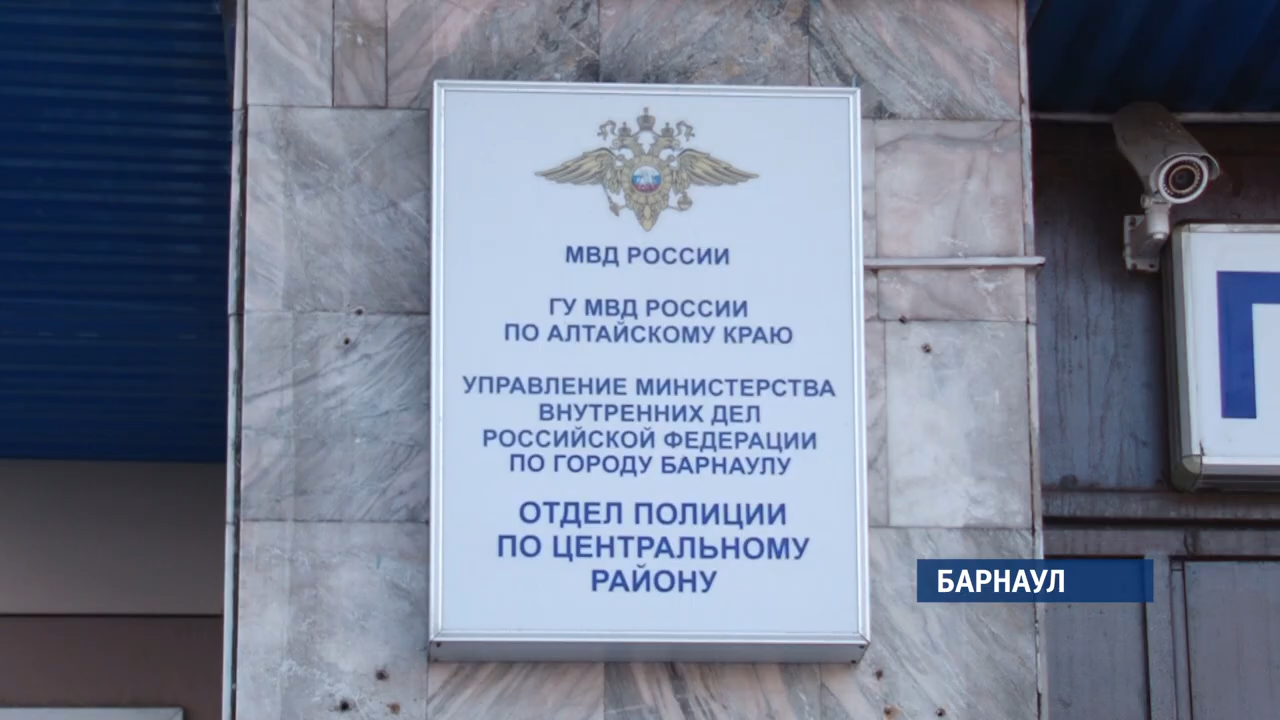 МВД РОССИИ
ГУ МВД РОССИИ
ПО АЛТАЙСКОМУ КРАЮ
УПРАВЛЕНИЕ МИНИСТЕРСТВА
ВНУТРЕННИХ ДЕЛ
РОССИЙСКОЙ ФЕДЕРАЦИИ
ПО ГОРОДУ БАРНАУЛУ
ОТДЕЛ ПОЛИЦИИ
ПО ЦЕНТРАЛЬНОМУ
РАЙОНУ
БАРНАУЛ